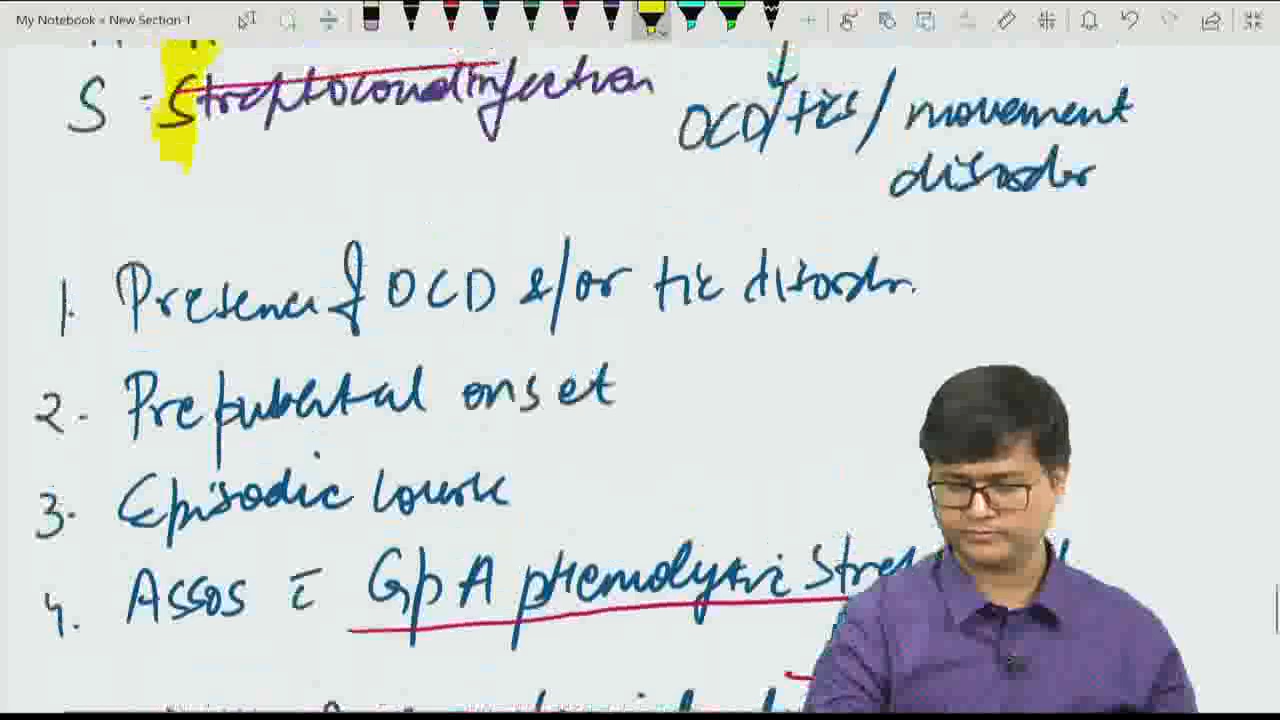 My Notebook « New Section 1
S - Streptococcal infection
OCD/tics/ movement
disorder
1. Presence of OCD &/or tic disorder.
2. Prepubertal onset
3. Episodic course
4. Assos c̄ Gp A β hemolytic Strep